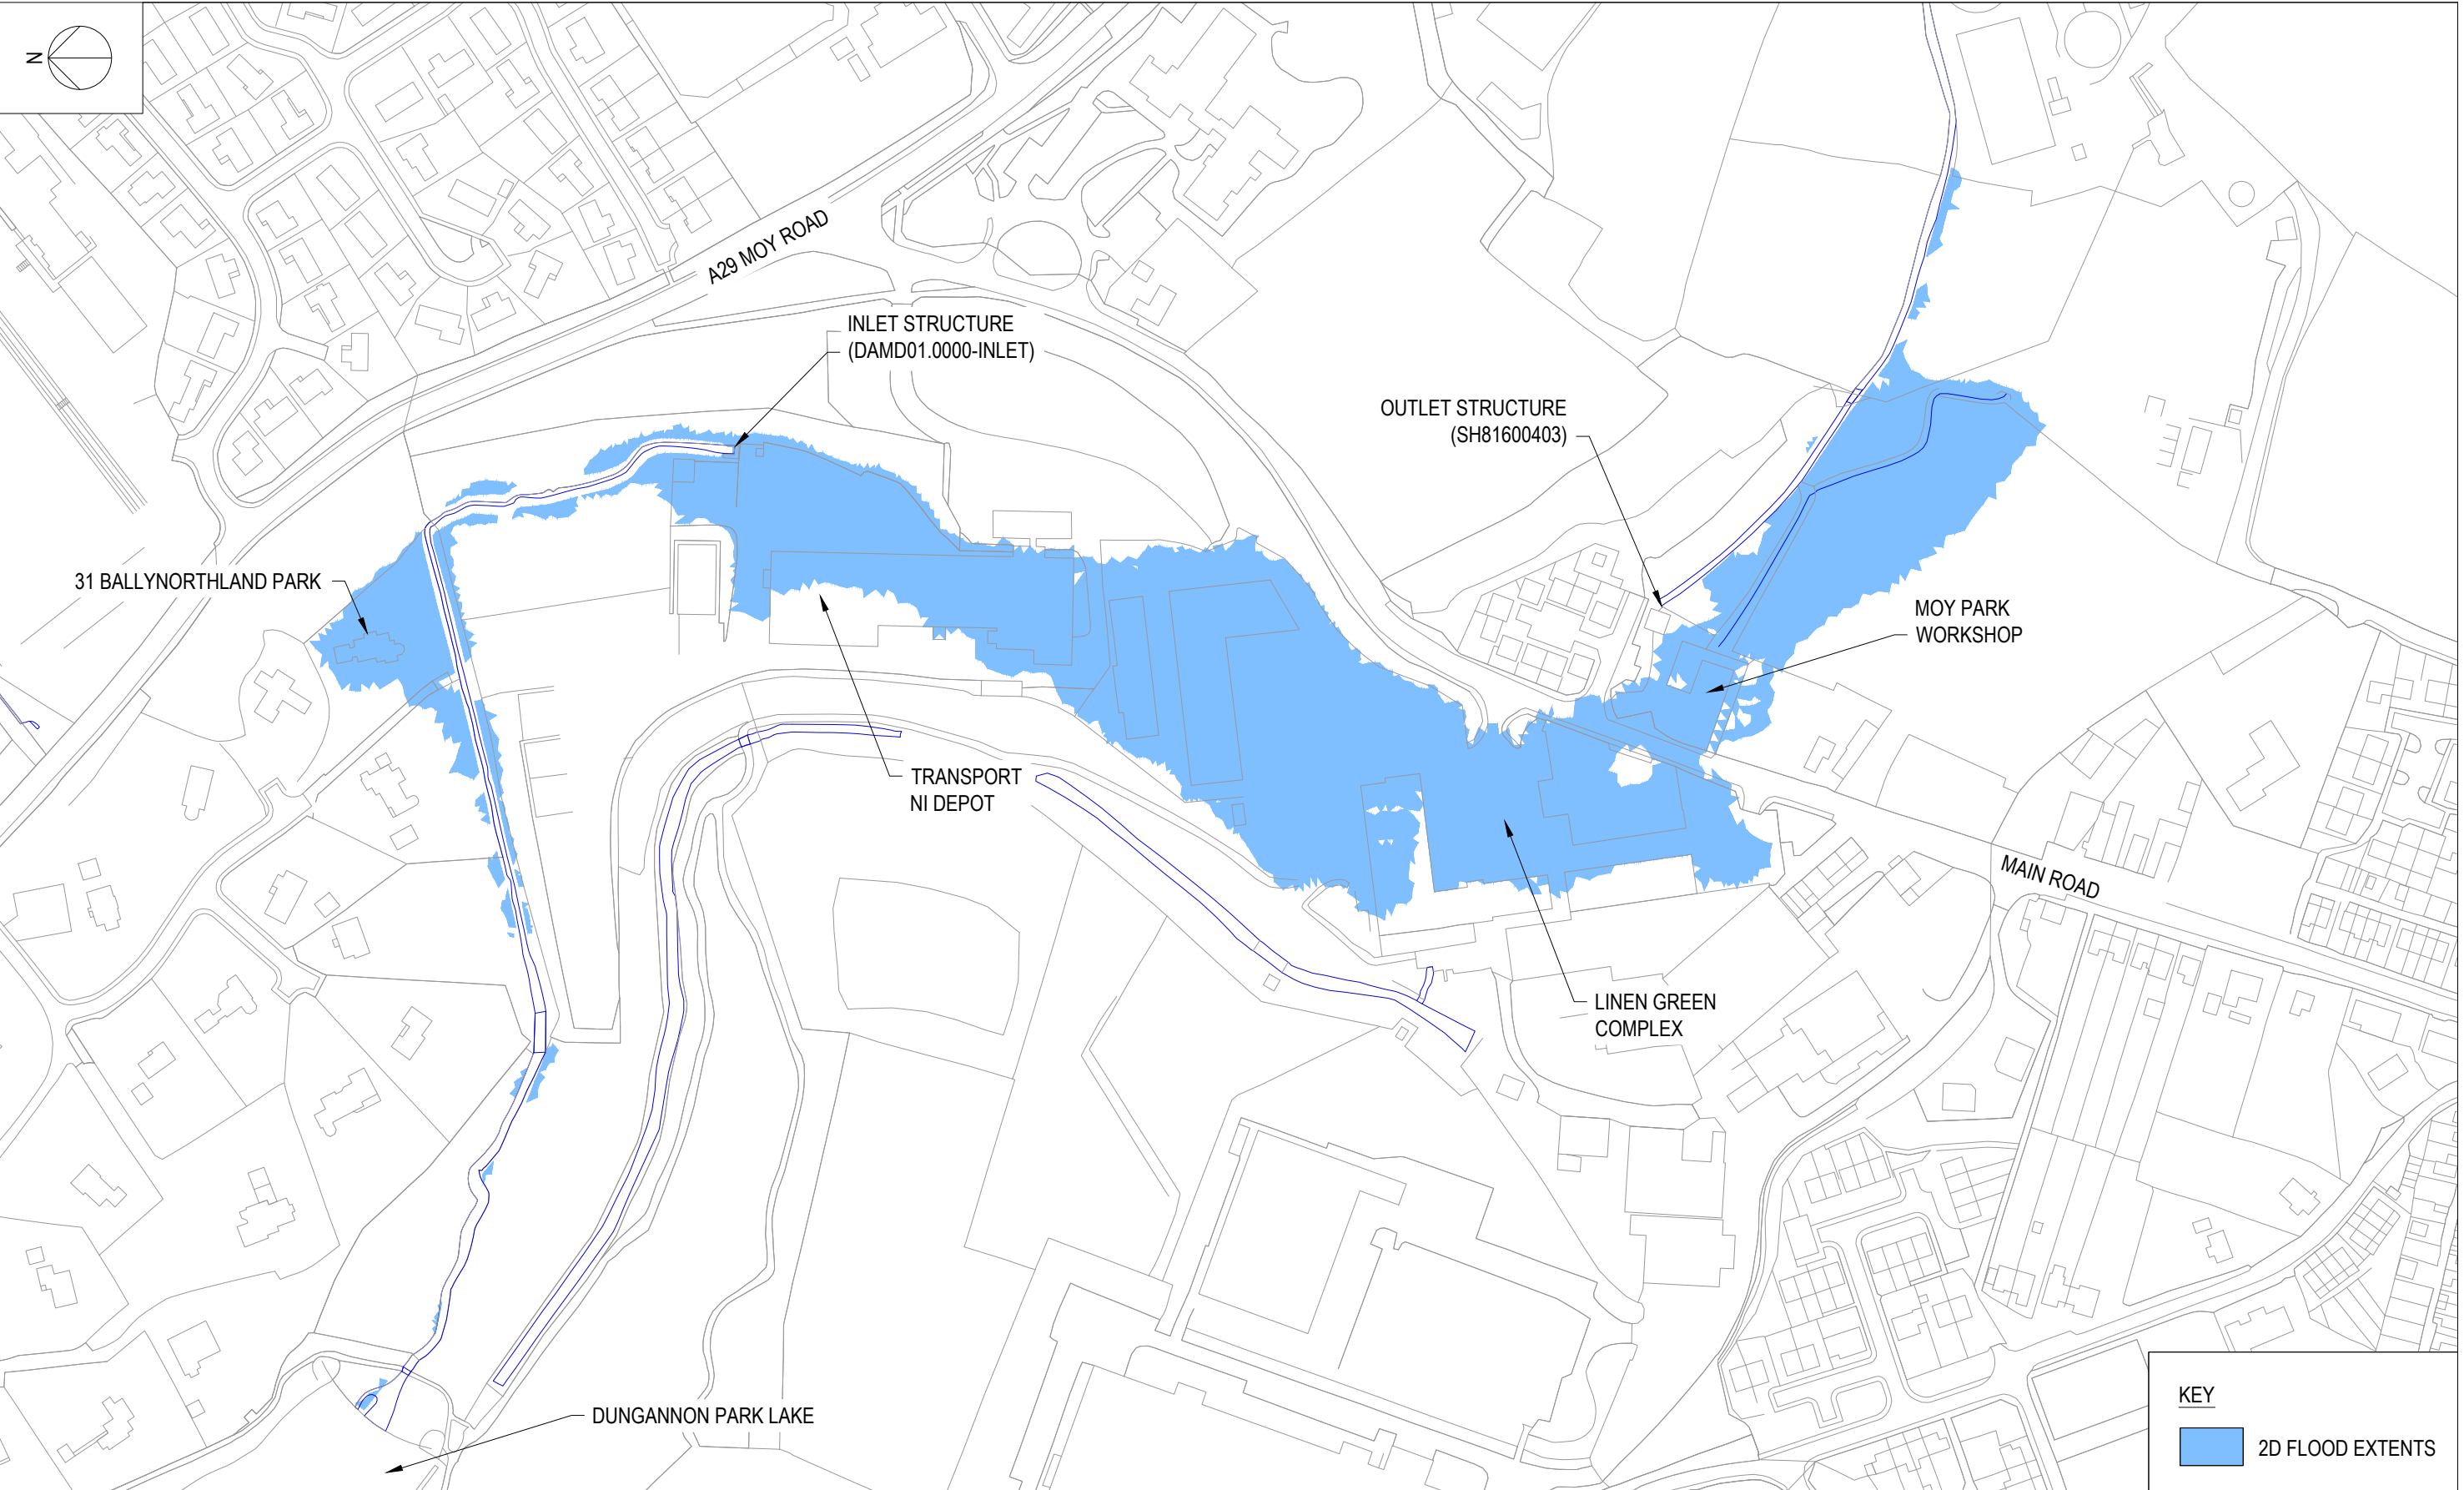 N
A29 MOY ROAD
INLET STRUCTURE
(DAMD01.0000-INLET)
OUTLET STRUCTURE
(SH81600403)
31 BALLYNORTHLAND PARK
MOY PARK
WORKSHOP
TRANSPORT
NI DEPOT
MAIN ROAD
LINEN GREEN
COMPLEX
DUNGANNON PARK LAKE
KEY
2D FLOOD EXTENTS